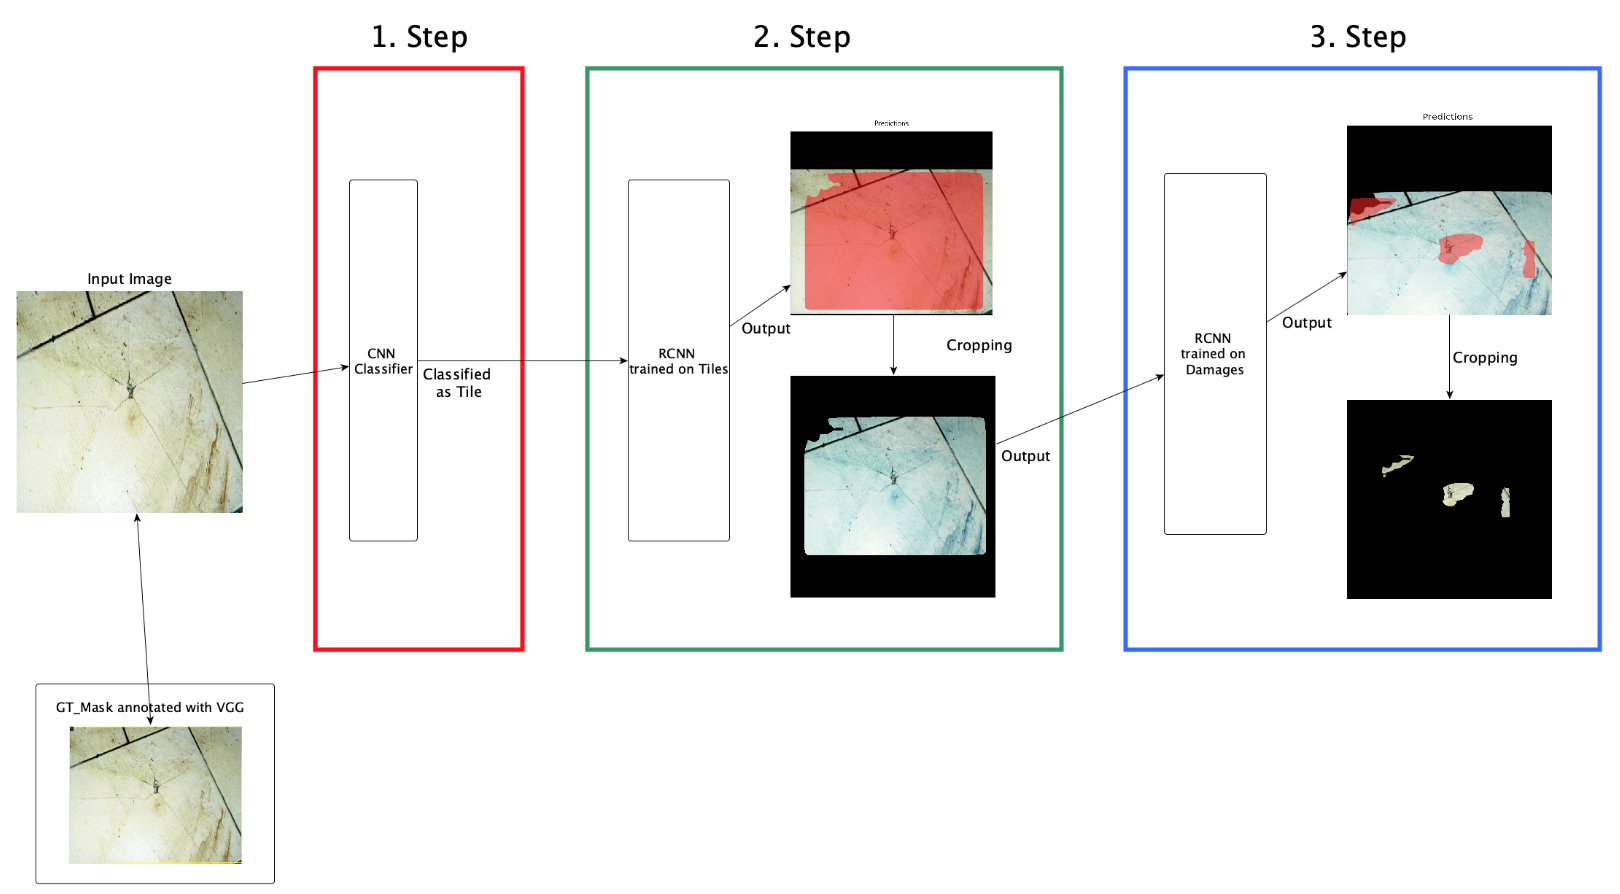 1. Step
2. Step
3. Step
Input Image
CNN
Classifier
Classified
as Tile
RCNN
trained on Tiles
Output
Predictions
Cropping
Output
RCNN
trained on
Damages
Output
Predictions
Cropping
GT_Mask annotated with VGG